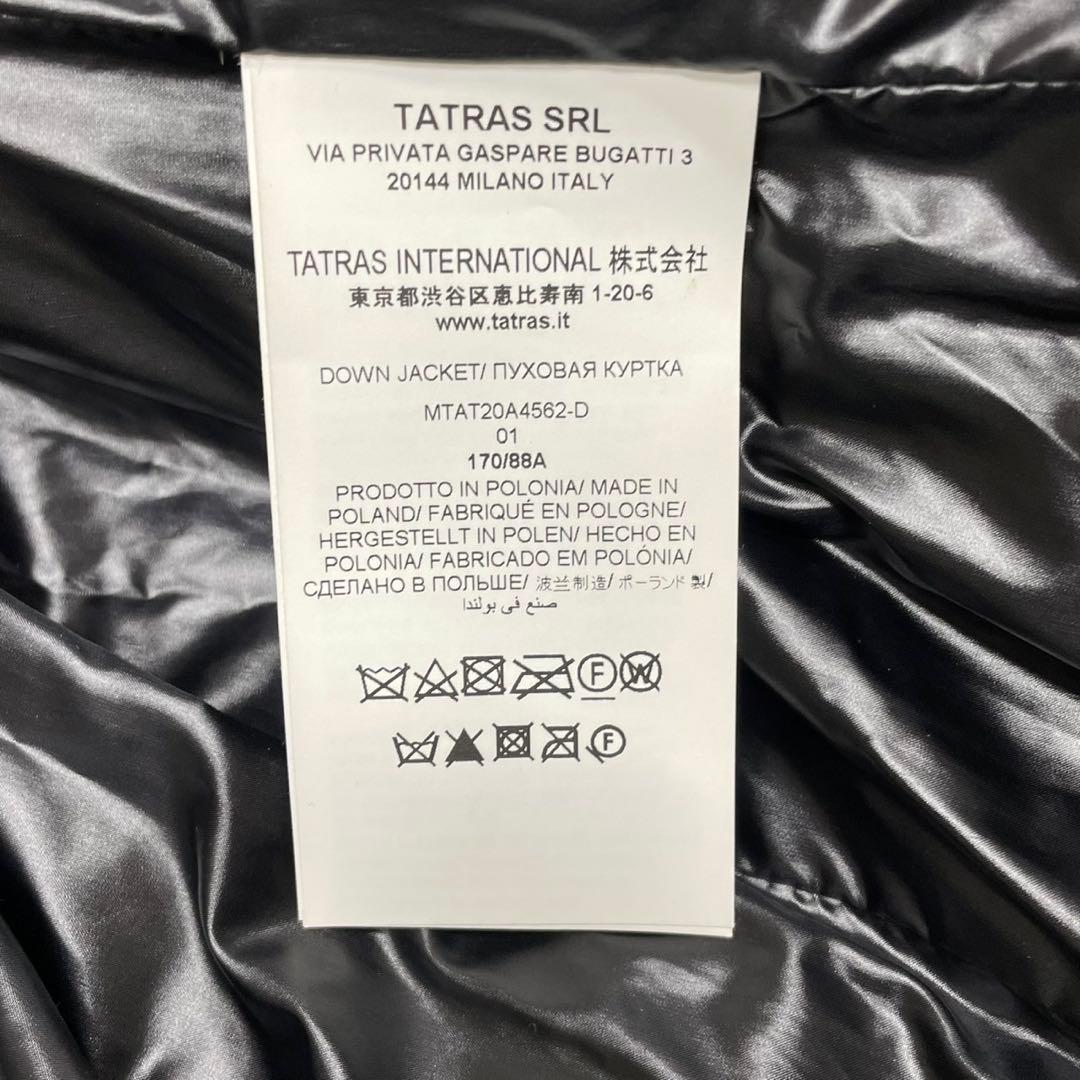 TATRAS SRL
VIA PRIVATA GASPARE BUGATTI 3
20144 MILANO ITALY
TATRAS INTERNATIONAL 株式会社
東京都渋谷区恵比寿南 1-20-6
www.tatras.it
DOWN JACKET/ ПУХОВАЯ КУРТКА
MTAT20A4562-D
01
170/88A
PRODOTTO IN POLONIA/ MADE IN
POLAND/ FABRIQUÉ EN POLOGNE/
HERGESTELLT IN POLEN/ HECHO EN
POLONIA/ FABRICADO EM POLÓNIA/
СДЕЛАНО В ПОЛЬШЕ/ 波兰制造/ ポーランド製/
صنع في بولندا
F W
F